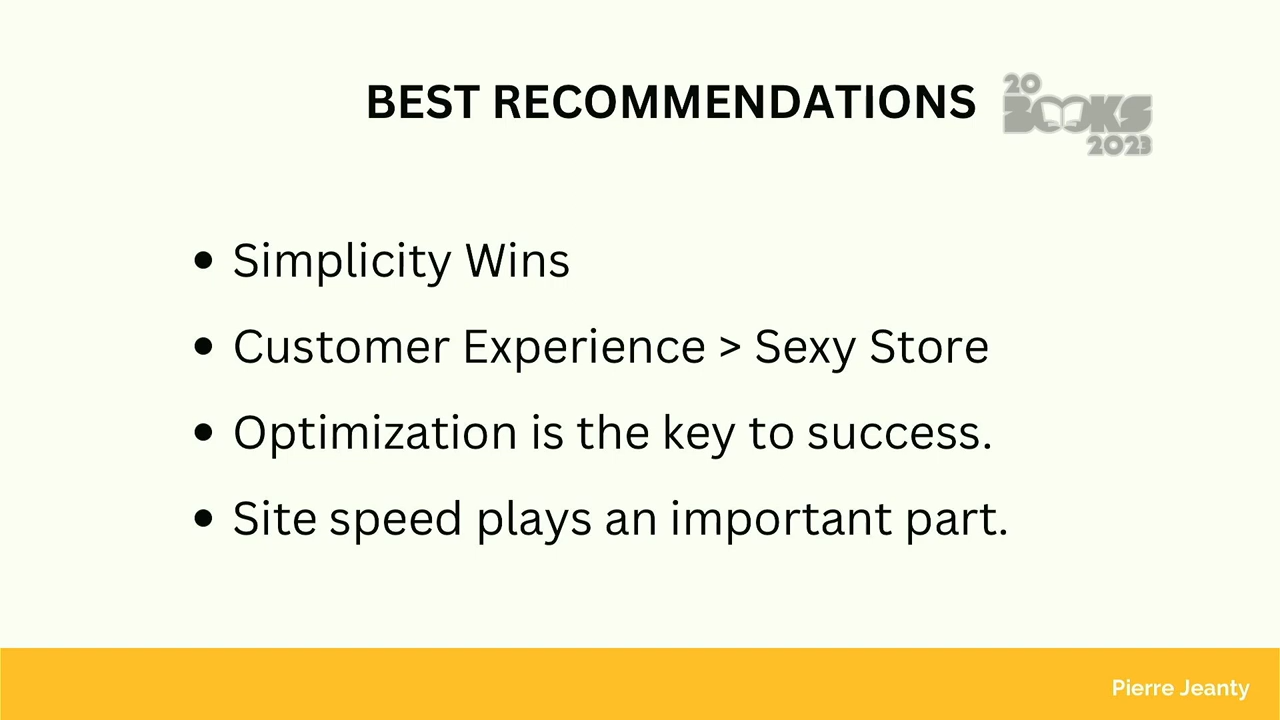 BEST RECOMMENDATIONS
20
BOOKS
2023
• Simplicity Wins
• Customer Experience > Sexy Store
• Optimization is the key to success.
• Site speed plays an important part.
Pierre Jeanty